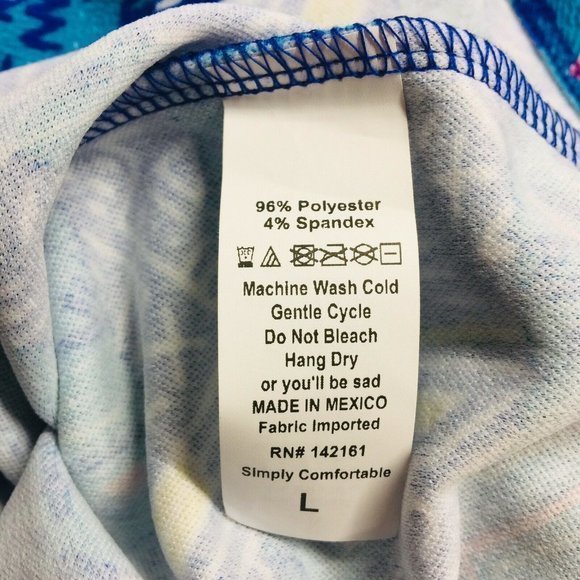 96% Polyester
4% Spandex
Machine Wash Cold
Gentle Cycle
Do Not Bleach
Hang Dry
or you'll be sad
MADE IN MEXICO
Fabric Imported
RN# 142161
Simply Comfortable
L